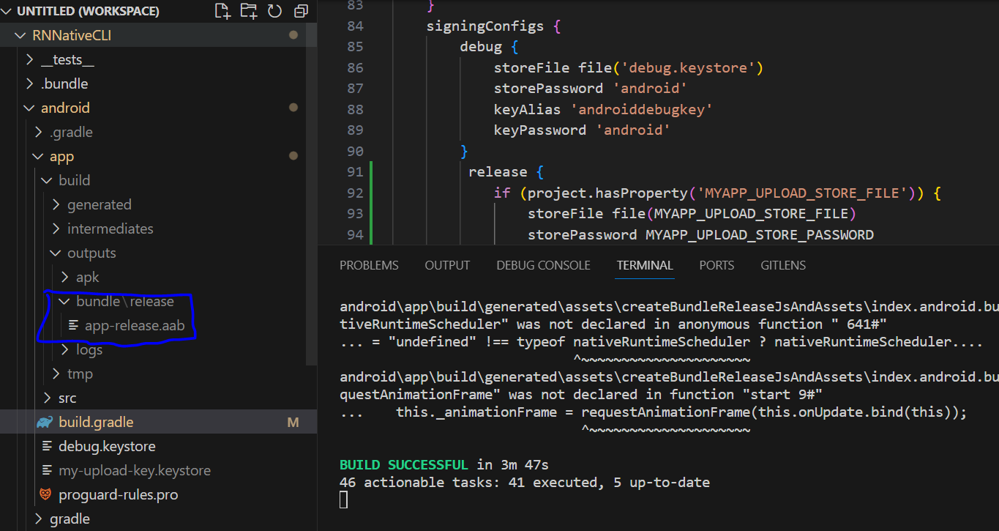 UNTITLED (WORKSPACE)
RNNativeCLI
__tests__
.bundle
android
.gradle
app
build
generated
intermediates
outputs
apk
bundle\release
app-release.aab
logs
tmp
src
build.gradle M
debug.keystore
my-upload-key.keystore
proguard-rules.pro
gradle
83 }
84 signingConfigs {
85 debug {
86 storeFile file('debug.keystore')
87 storePassword 'android'
88 keyAlias 'androiddebugkey'
89 keyPassword 'android'
90 }
91 release {
92 if (project.hasProperty('MYAPP_UPLOAD_STORE_FILE')) {
93 storeFile file(MYAPP_UPLOAD_STORE_FILE)
94 storePassword MYAPP_UPLOAD_STORE_PASSWORD
PROBLEMS OUTPUT DEBUG CONSOLE TERMINAL PORTS GITLENS
android\app\build\generated\assets\createBundleReleaseJsAndAssets\index.android.bu
tiveRuntimeScheduler" was not declared in anonymous function " 641#"
... = "undefined" !== typeof nativeRuntimeScheduler ? nativeRuntimeScheduler....
^~~~~~~~~~~~~~~~~~~~~~
android\app\build\generated\assets\createBundleReleaseJsAndAssets\index.android.bu
questAnimationFrame" was not declared in function "start 9#"
... this._animationFrame = requestAnimationFrame(this.onUpdate.bind(this));
^~~~~~~~~~~~~~~~~~~~~
BUILD SUCCESSFUL in 3m 47s
46 actionable tasks: 41 executed, 5 up-to-date